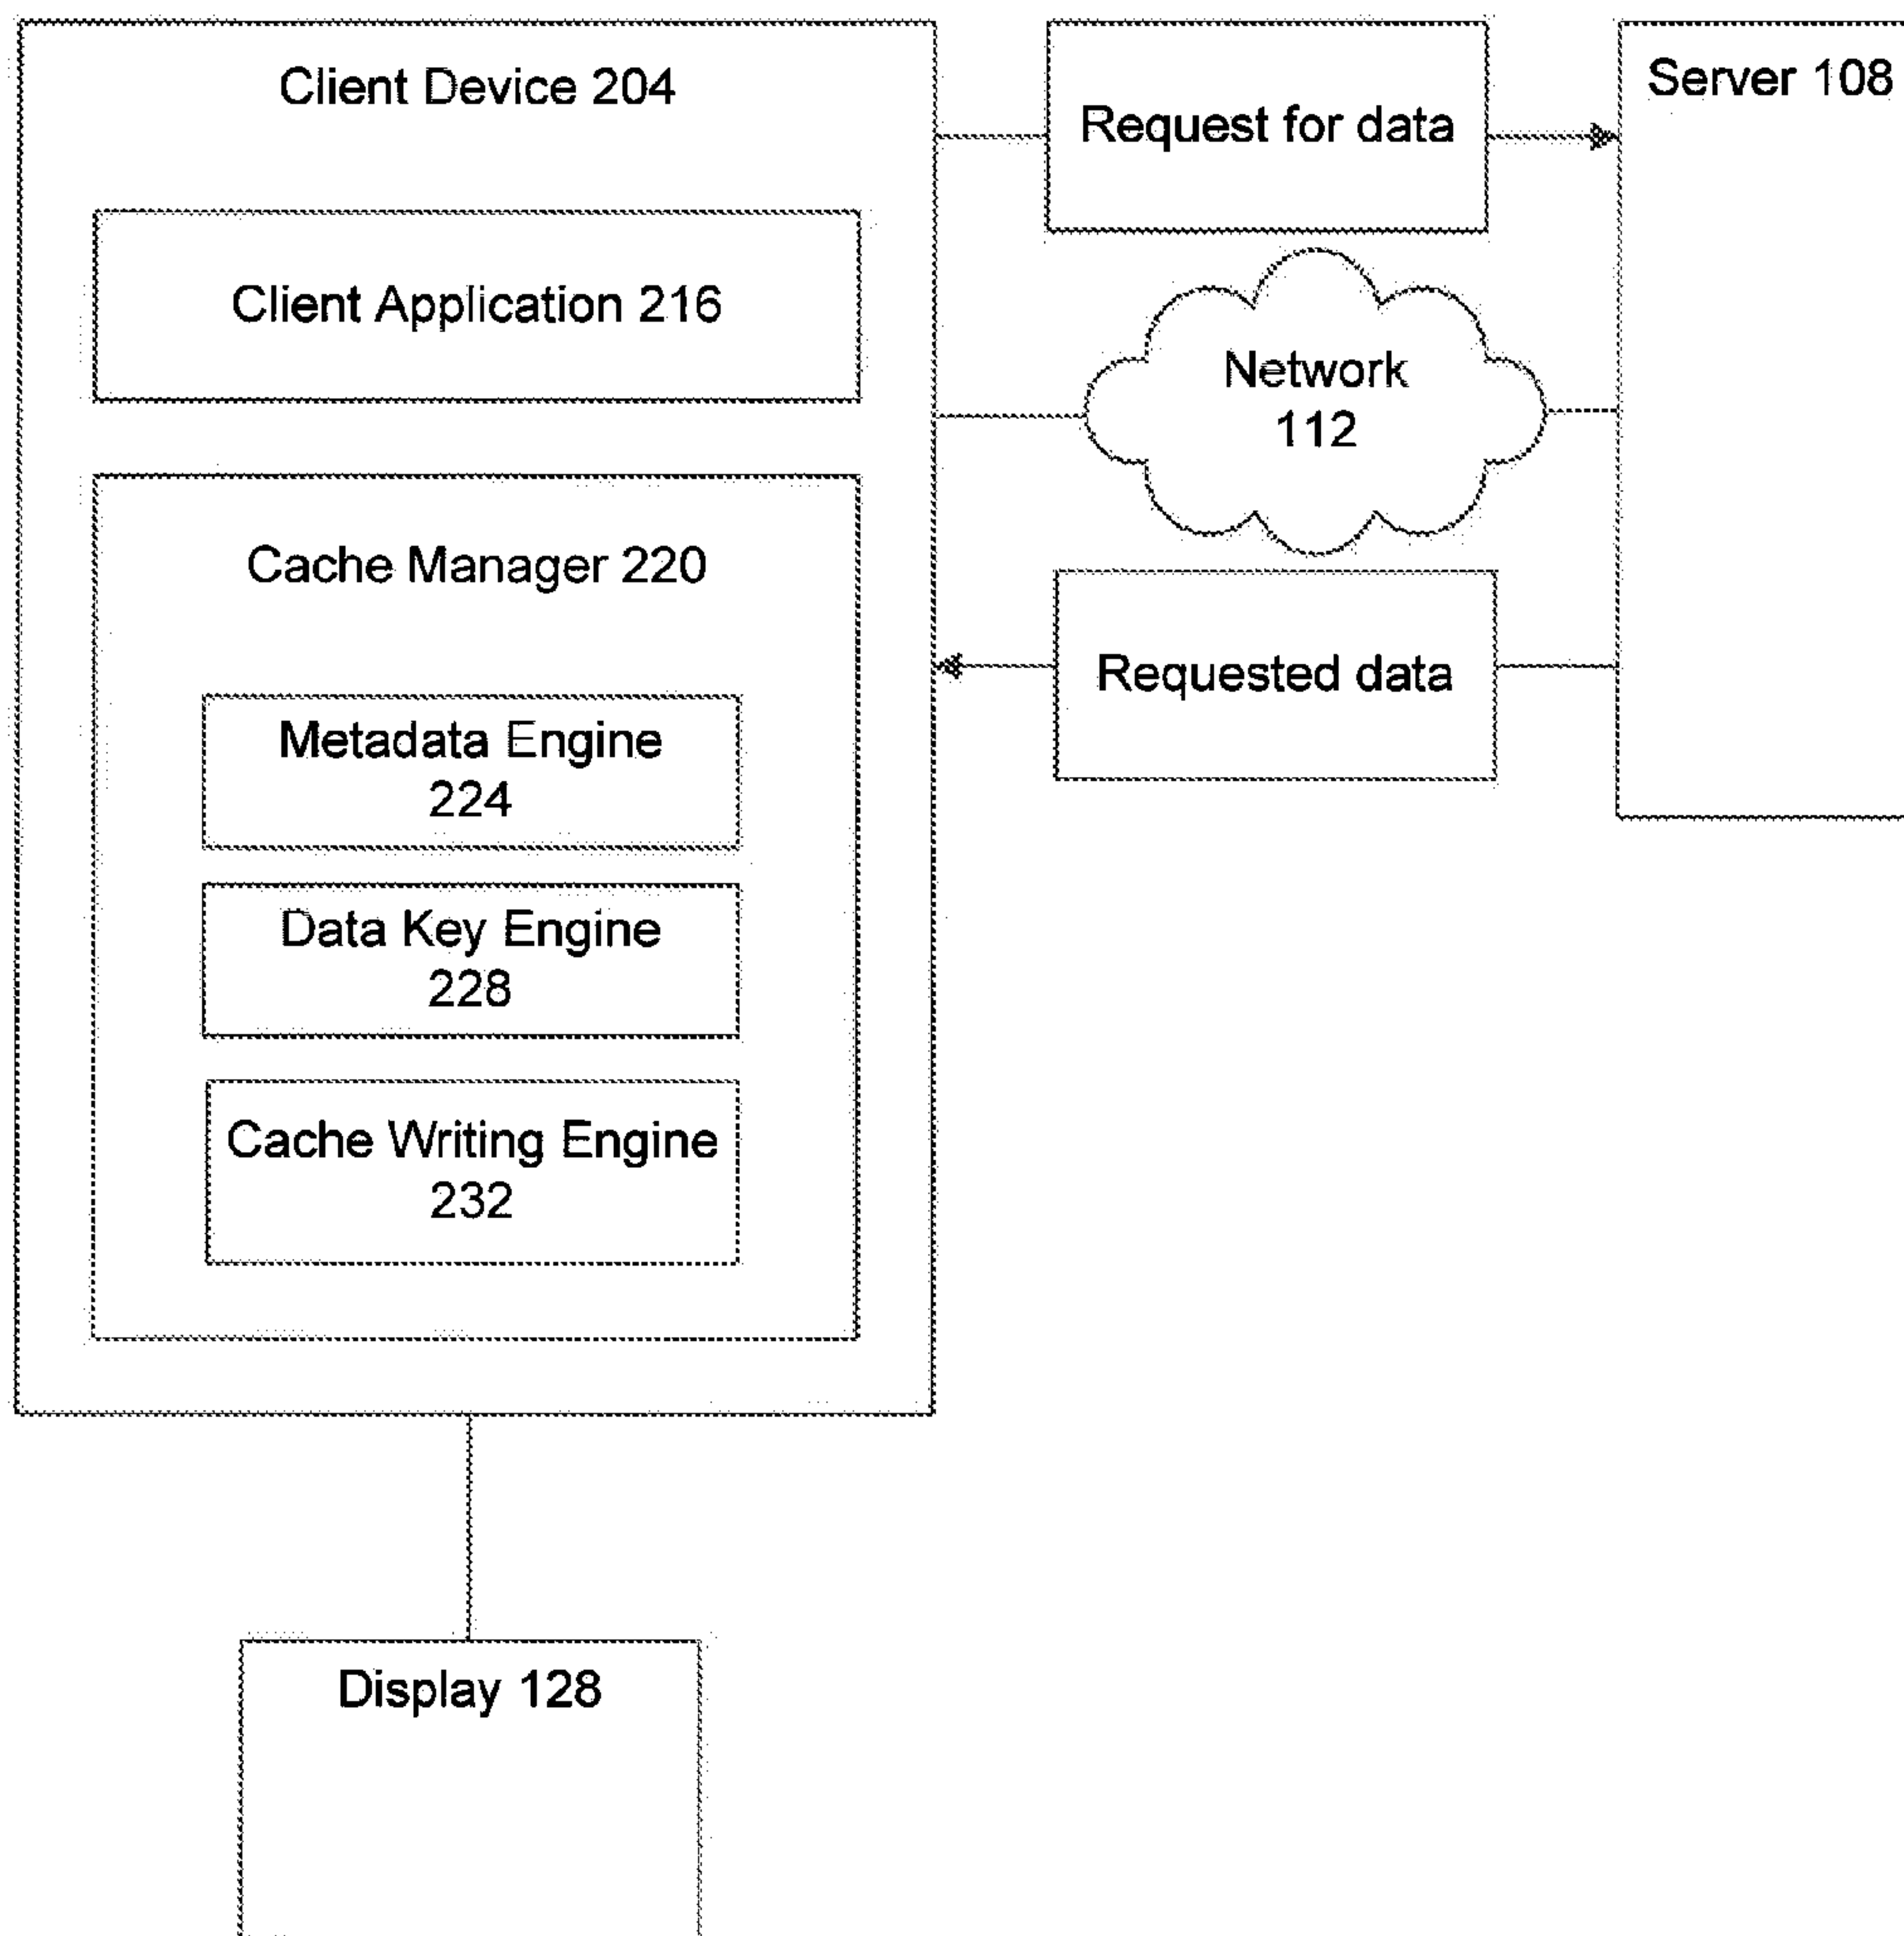 Client Device 204
Request for data
Server 108
Client Application 216
Network
112
Cache Manager 220
Requested data
Metadata Engine
224
Data Key Engine
228
Cache Writing Engine
232
Display 128